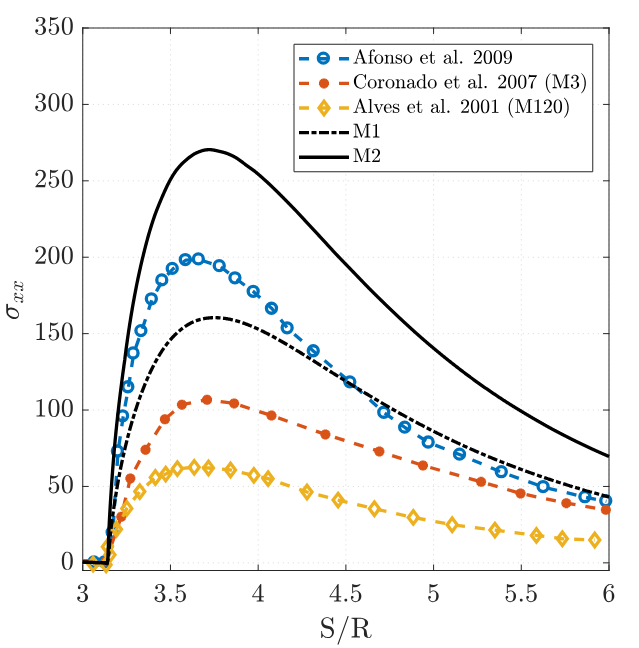 350
300
250
200
150
100
50
0
σxx
3
3.5
4
4.5
5
5.5
6
S/R
Afonso et al. 2009
Coronado et al. 2007 (M3)
Alves et al. 2001 (M120)
M1
M2